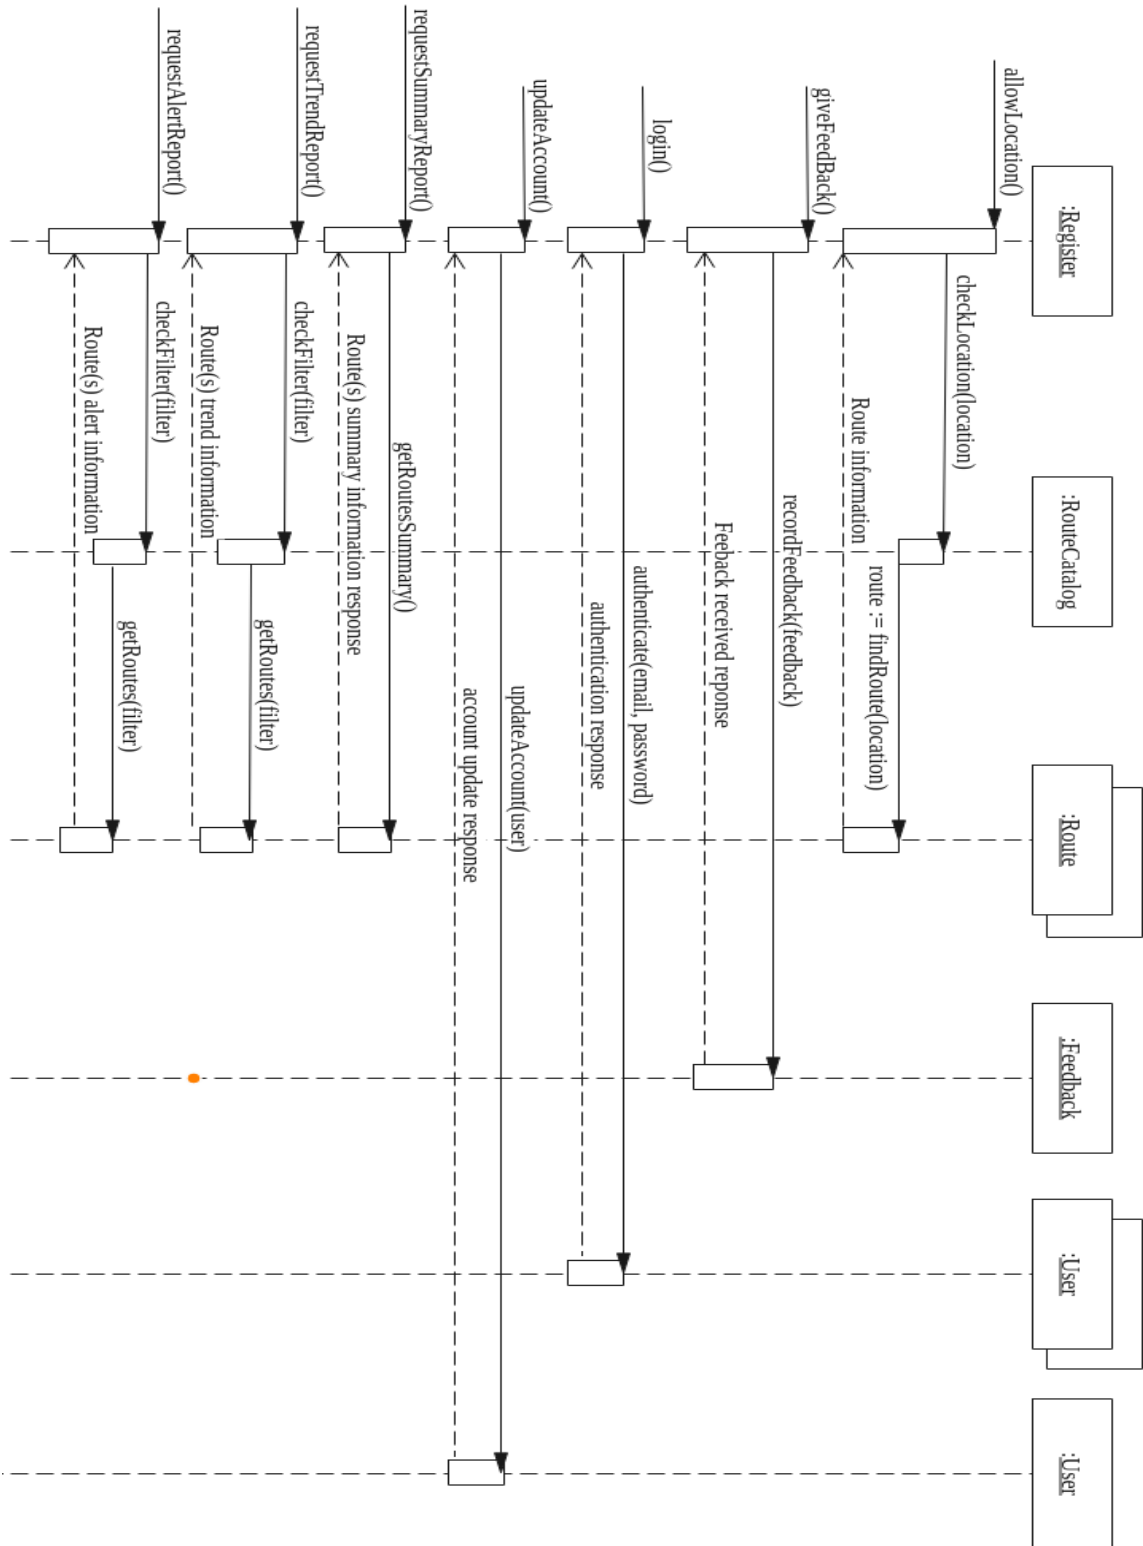 :Register
:RouteCatalog
:Route
:Feedback
:User
:User
allowLocation()
checkLocation(location)
route := findRoute(location)
Route information
giveFeedBack()
recordFeedback(feedback)
Feeback received reponse
login()
authenticate(email, password)
authentication response
updateAccount()
updateAccount(user)
account update response
requestSummaryReport()
getRoutesSummary()
Route(s) summary information response
requestTrendReport()
checkFilter(filter)
getRoutes(filter)
Route(s) trend information
requestAlertReport()
checkFilter(filter)
getRoutes(filter)
Route(s) alert information